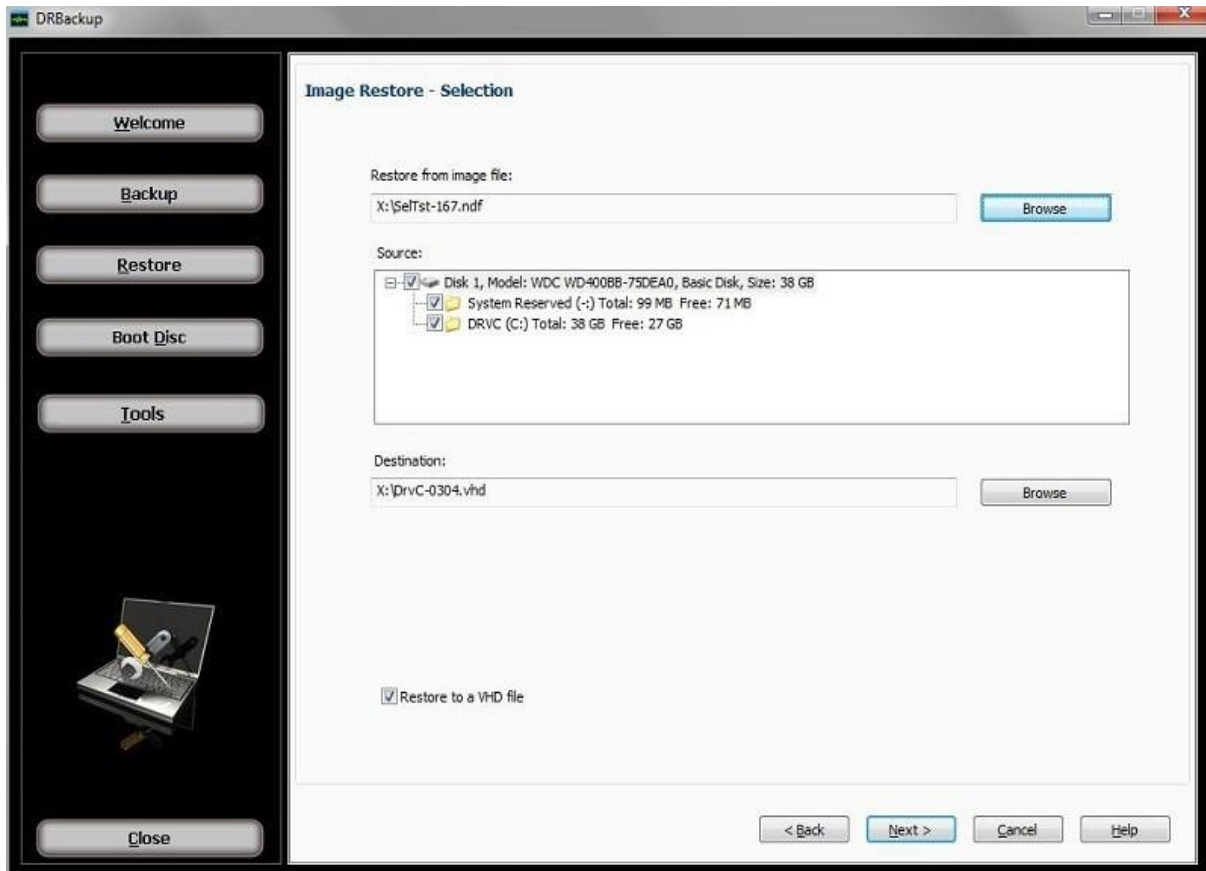 DRBackup
Welcome
Backup
Restore
Boot Disc
Tools
Close
Image Restore - Selection
Restore from image file:
X:\SelTst-167.ndf
Browse
Source:
Disk 1, Model: WDC WD400BB-75DEA0, Basic Disk, Size: 38 GB
System Reserved (-:) Total: 99 MB Free: 71 MB
DRVC (C:) Total: 38 GB Free: 27 GB
Destination:
X:\DrvC-0304.vhd
Browse
Restore to a VHD file
< Back
Next >
Cancel
Help